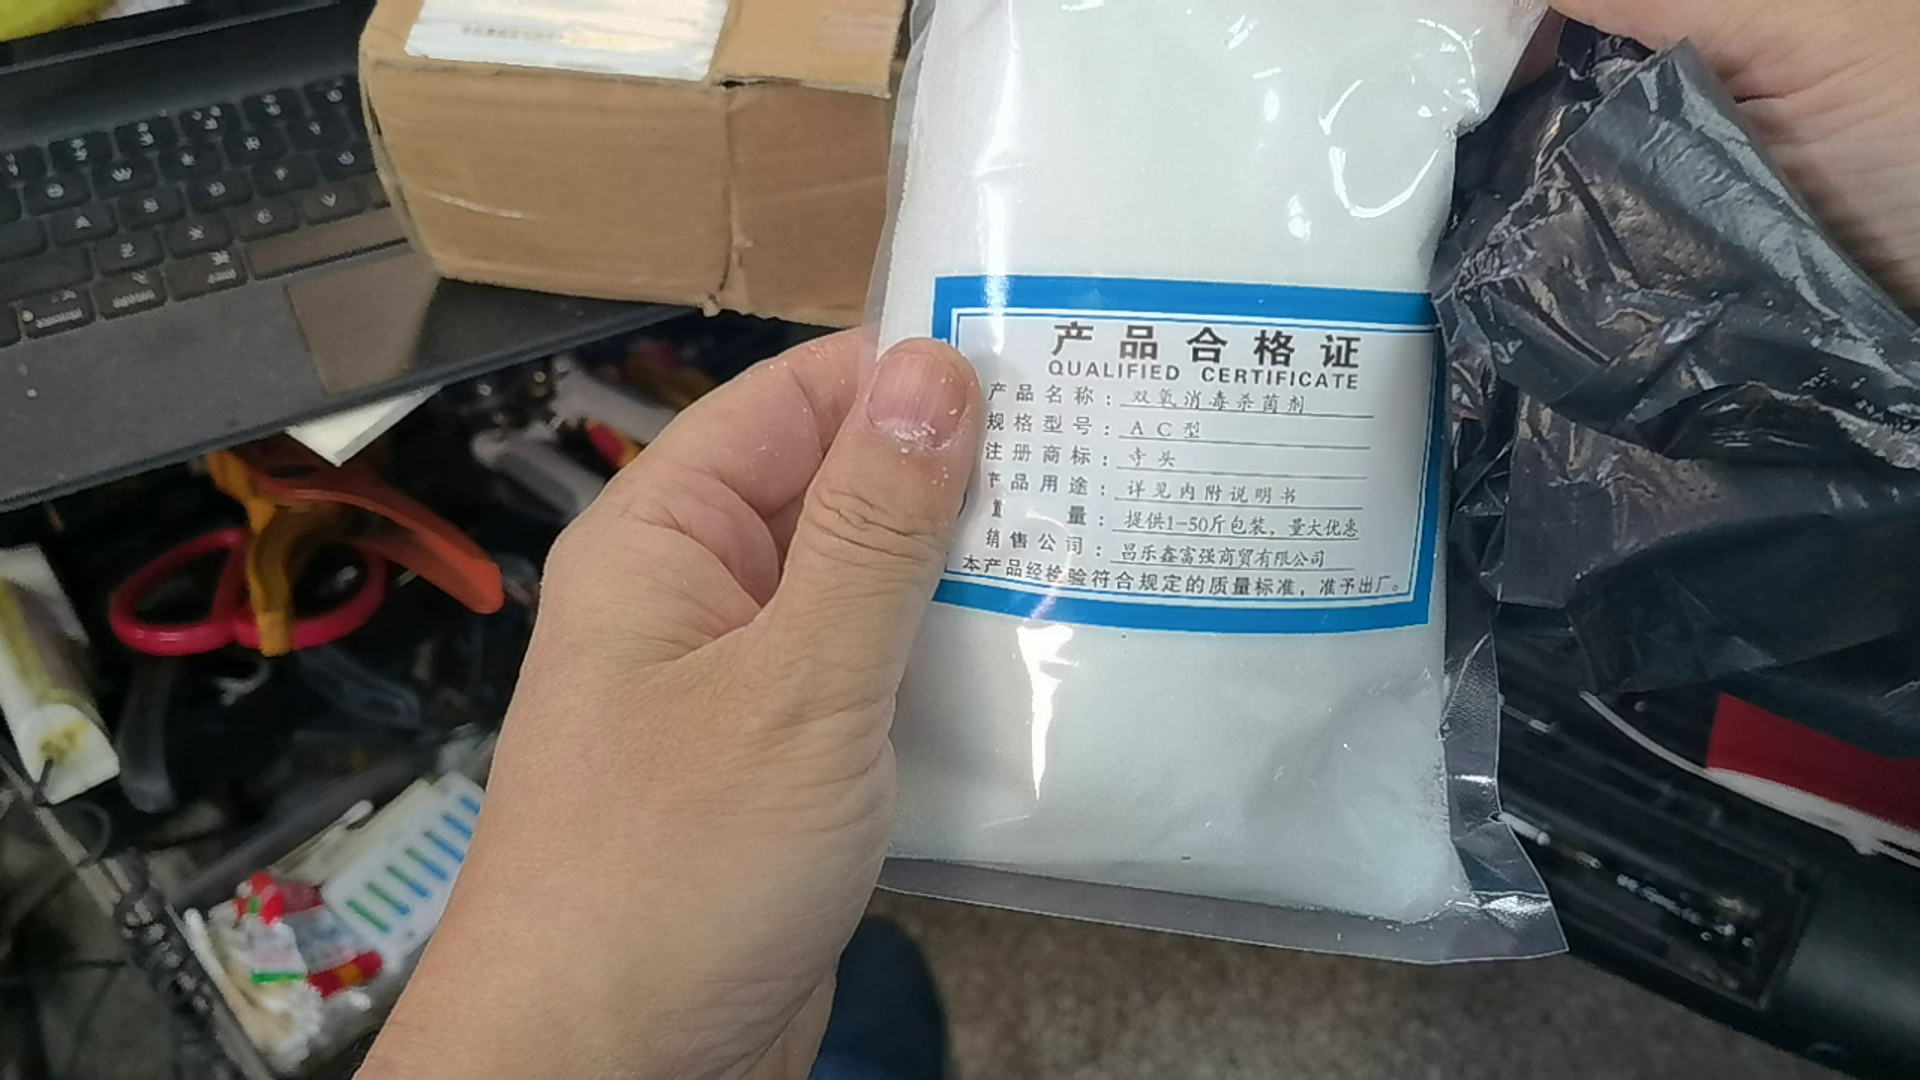 产品合格证
QUALIFIED CERTIFICATE
产品名称：双氧消毒杀菌剂
规格型号：AC型
注册商标：寺头
产品用途：详见内附说明书
量：提供1-50斤包装，量大优惠
销售公司：昌乐鑫富强商贸有限公司
本产品经检验符合规定的质量标准，准予出厂。